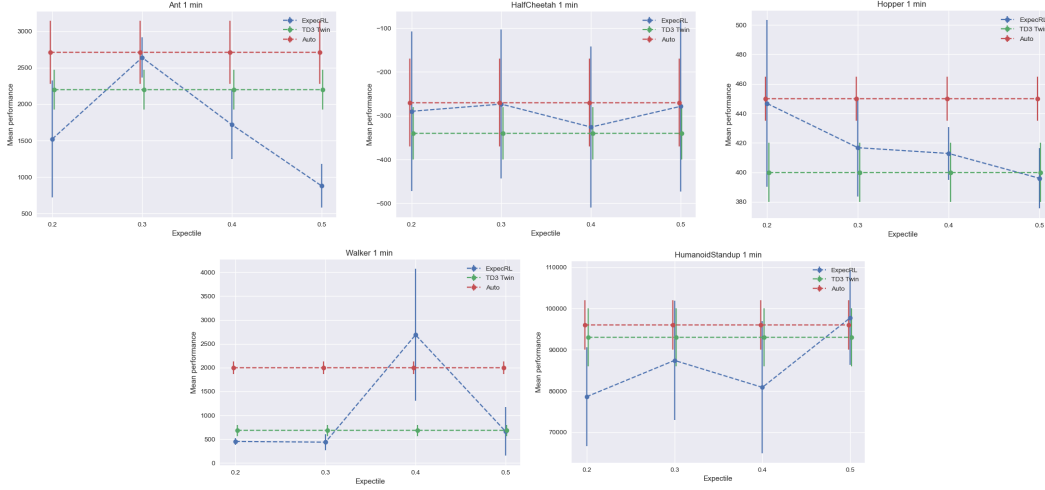 Ant 1 min
ExpecRL
TD3 Twin
Auto
3000
2500
2000
1500
1000
500
Mean performance
0.2 0.3 0.4 0.5
Expectile
HalfCheetah 1 min
ExpecRL
TD3 Twin
Auto
−100
−200
−300
−400
−500
Mean performance
0.2 0.3 0.4 0.5
Expectile
Hopper 1 min
ExpecRL
TD3 Twin
Auto
500
480
460
440
420
400
380
Mean performance
0.2 0.3 0.4 0.5
Expectile
Walker 1 min
ExpecRL
TD3 Twin
Auto
4000
3500
3000
2500
2000
1500
1000
500
0
Mean performance
0.2 0.3 0.4 0.5
Expectile
HumanoidStandup 1 min
ExpecRL
TD3 Twin
Auto
110000
100000
90000
80000
70000
Mean performance
0.2 0.3 0.4 0.5
Expectile